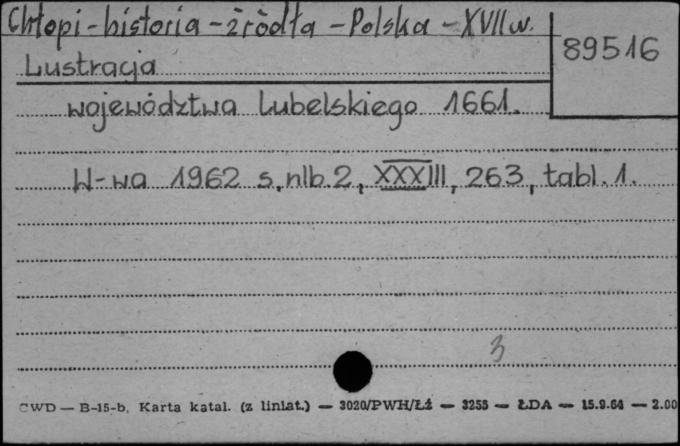 Chłopi - historia - źródła - Polska - XVII w.
89516
Lustracja
województwa Lubelskiego 1661.
W-wa 1962 s, nlb. 2, XXXIII, 263, tabl. 1.
3
CWD — B-15-b, Karta katal. (z liniat.) — 3020/PWH/Łź — 3255 — ŁDA — 15.9.64 — 2.00